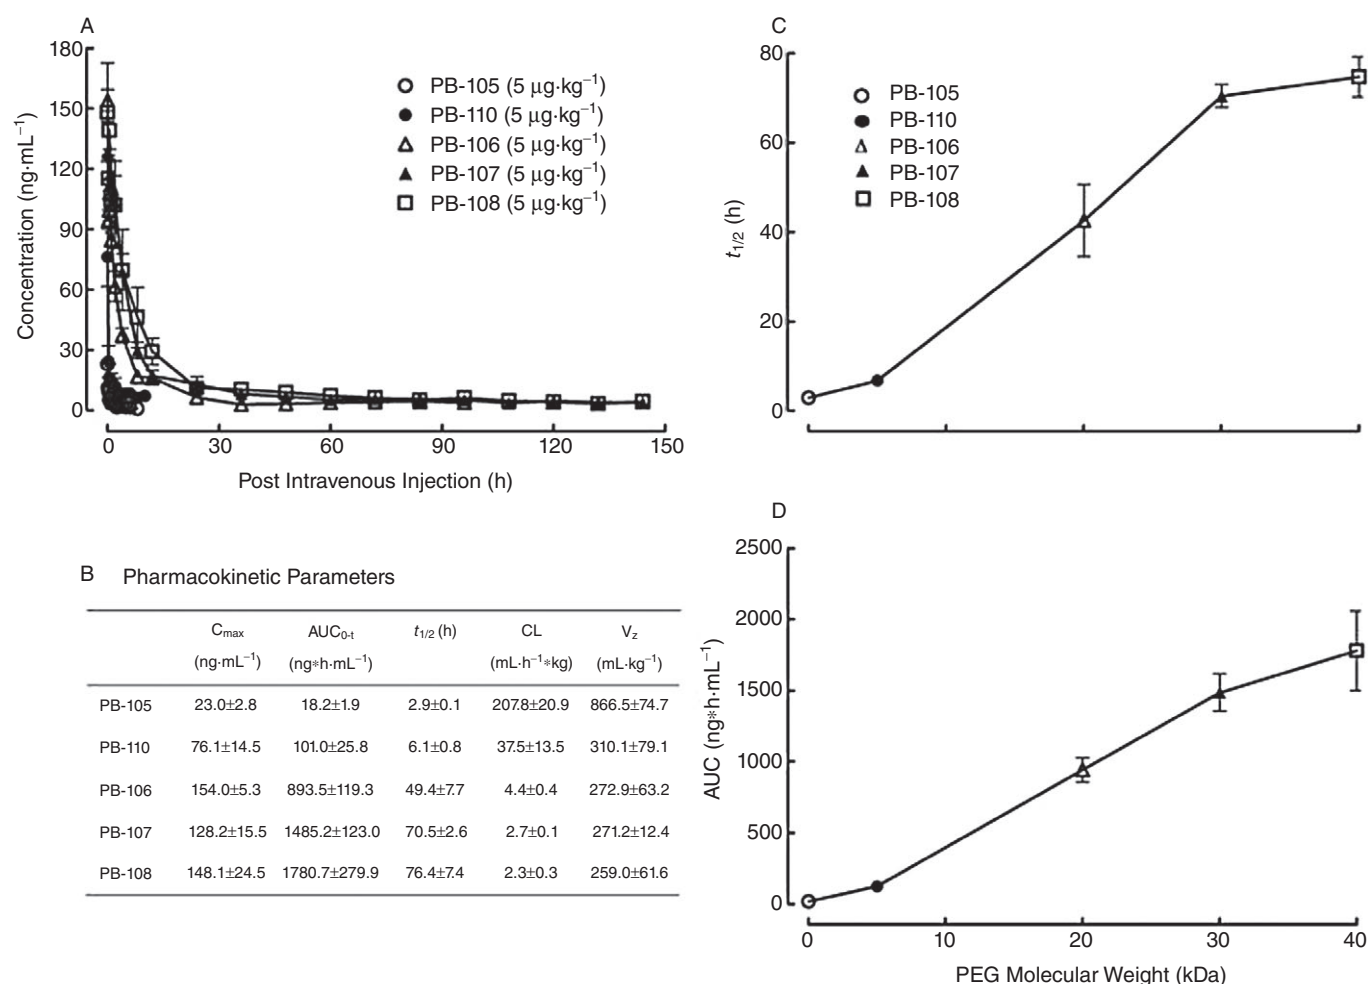 A
180
150
120
90
60
30
0
Concentration (ng·mL⁻¹)
PB-105 (5 μg·kg⁻¹)
PB-110 (5 μg·kg⁻¹)
PB-106 (5 μg·kg⁻¹)
PB-107 (5 μg·kg⁻¹)
PB-108 (5 μg·kg⁻¹)
0 30 60 90 120 150
Post Intravenous Injection (h)
B Pharmacokinetic Parameters
Cmax AUC0-t t1/2 (h) CL Vz
(ng·mL⁻¹) (ng*h·mL⁻¹) (mL·h⁻¹*kg) (mL·kg⁻¹)
PB-105 23.0±2.8 18.2±1.9 2.9±0.1 207.8±20.9 866.5±74.7
PB-110 76.1±14.5 101.0±25.8 6.1±0.8 37.5±13.5 310.1±79.1
PB-106 154.0±5.3 893.5±119.3 49.4±7.7 4.4±0.4 272.9±63.2
PB-107 128.2±15.5 1485.2±123.0 70.5±2.6 2.7±0.1 271.2±12.4
PB-108 148.1±24.5 1780.7±279.9 76.4±7.4 2.3±0.3 259.0±61.6
C
80
60
40
20
0
t1/2 (h)
PB-105
PB-110
PB-106
PB-107
PB-108
D
2500
2000
1500
1000
500
0
AUC (ng*h·mL⁻¹)
0 10 20 30 40
PEG Molecular Weight (kDa)